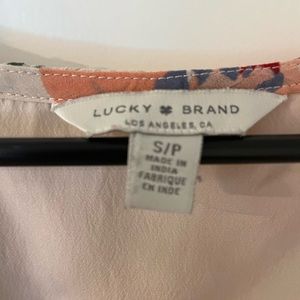 LUCKY BRAND
LOS ANGELES, CA
S/P
MADE IN
INDIA
FABRIQUE
EN INDE